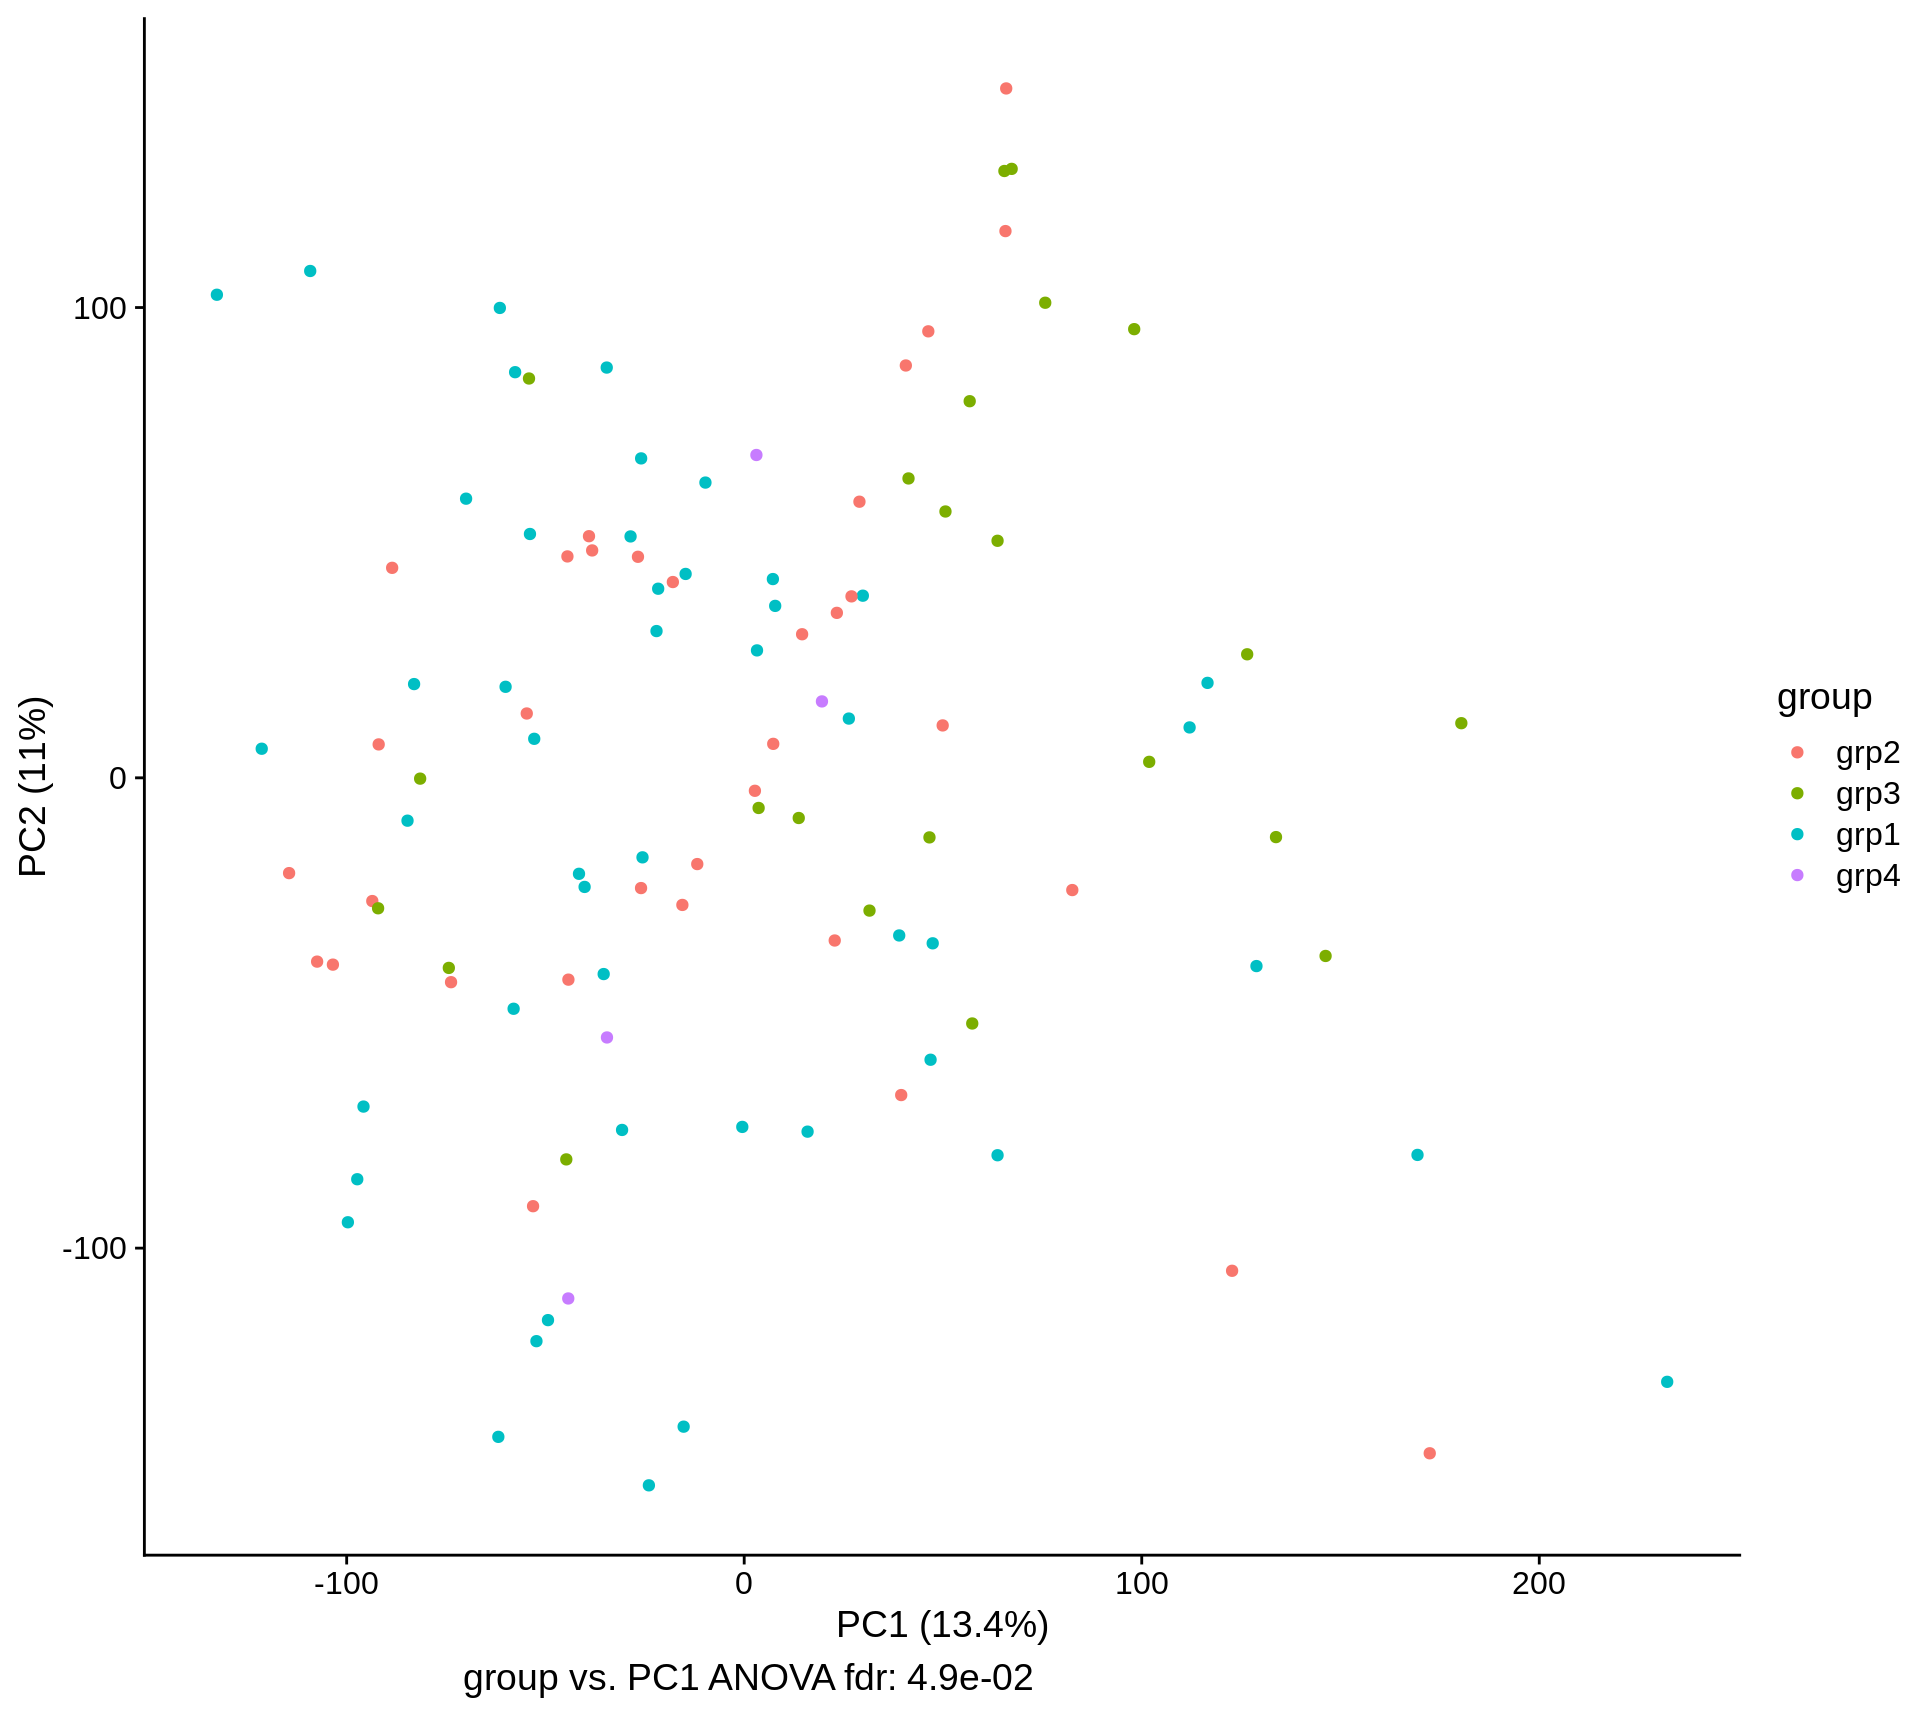 PC2 (11%)
100
0
-100
-100
0
100
200
PC1 (13.4%)
group vs. PC1 ANOVA fdr: 4.9e-02
group
grp2
grp3
grp1
grp4